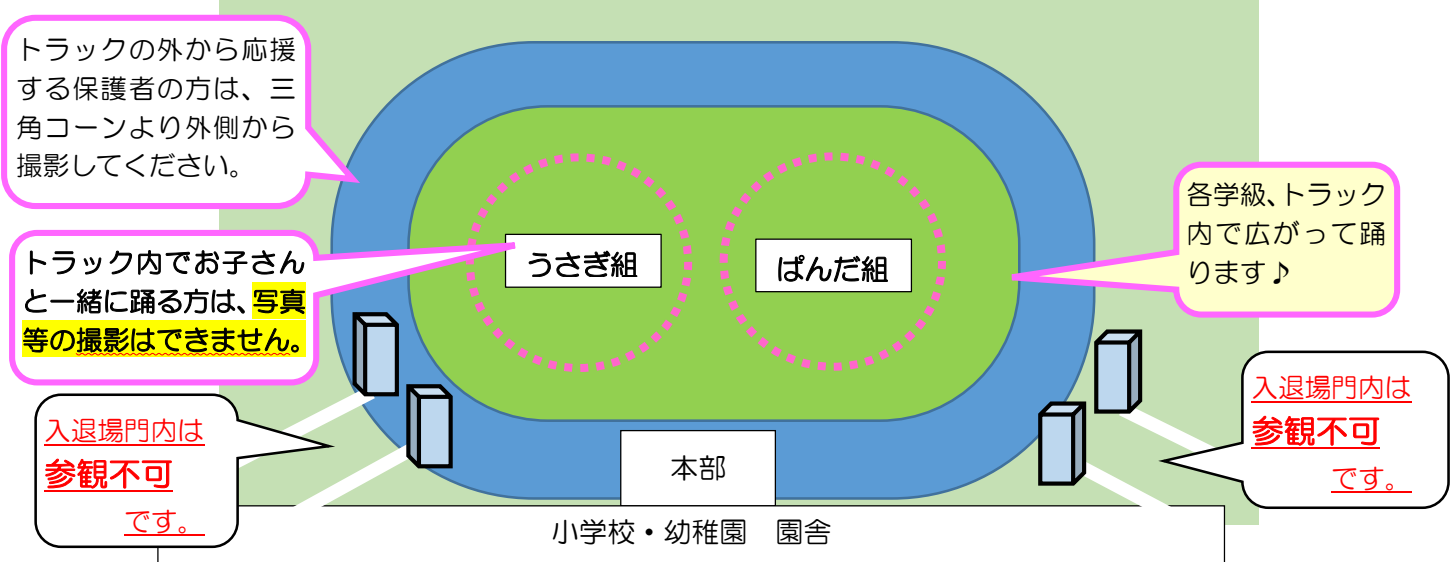 トラックの外から応援
する保護者の方は、三
角コーンより外側から
撮影してください。
トラック内でお子さん
と一緒に踊る方は、写真
等の撮影はできません。
うさぎ組
ぱんだ組
各学級、トラック
内で広がって踊
ります♪
入退場門内は
参観不可
です。
入退場門内は
参観不可
です。
本部
小学校・幼稚園　園舎